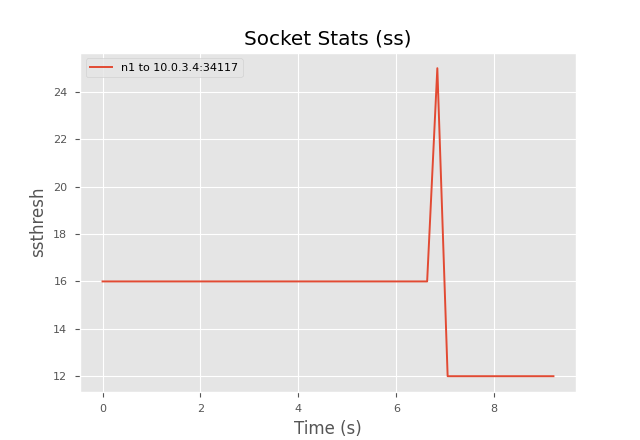 Socket Stats (ss)
n1 to 10.0.3.4:34117
24
22
20
18
16
14
12
ssthresh
0 2 4 6 8
Time (s)